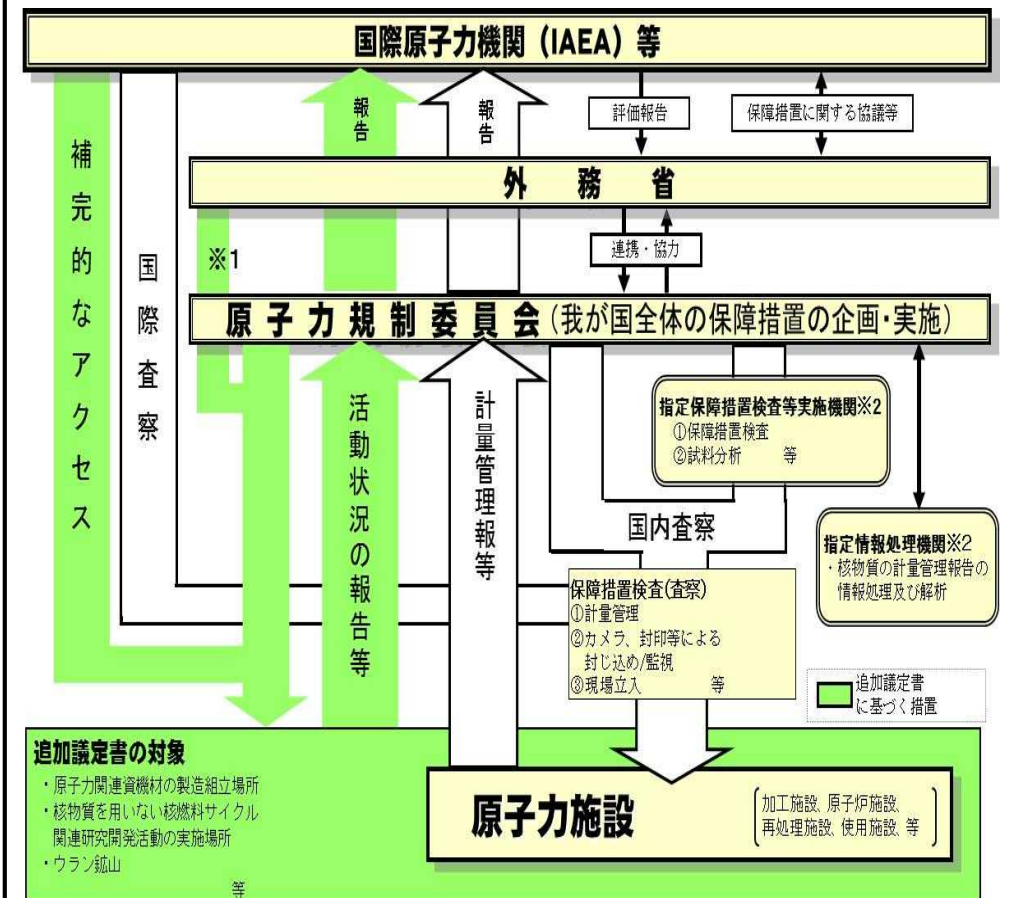 国際原子力機関（IAEA）等
報告
報告
評価報告
保障措置に関する協議等
補完的なアクセス
国際査察
外務省
※1
連携・協力
原子力規制委員会(我が国全体の保障措置の企画・実施)
活動状況の報告等
計量管理報等
指定保障措置検査等実施機関※2
①保障措置検査
②試料分析　　等
国内査察
指定情報処理機関※2
・核物質の計量管理報告の
情報処理及び解析
保障措置検査(査察)
①計量管理
②カメラ、封印等による
封じ込め/監視
③現場立入　　　等
追加議定書
に基づく措置
追加議定書の対象
・原子力関連資機材の製造組立場所
・核物質を用いない核燃料サイクル
関連研究開発活動の実施場所
・ウラン鉱山
等
原子力施設
加工施設、原子炉施設、
再処理施設、使用施設、等